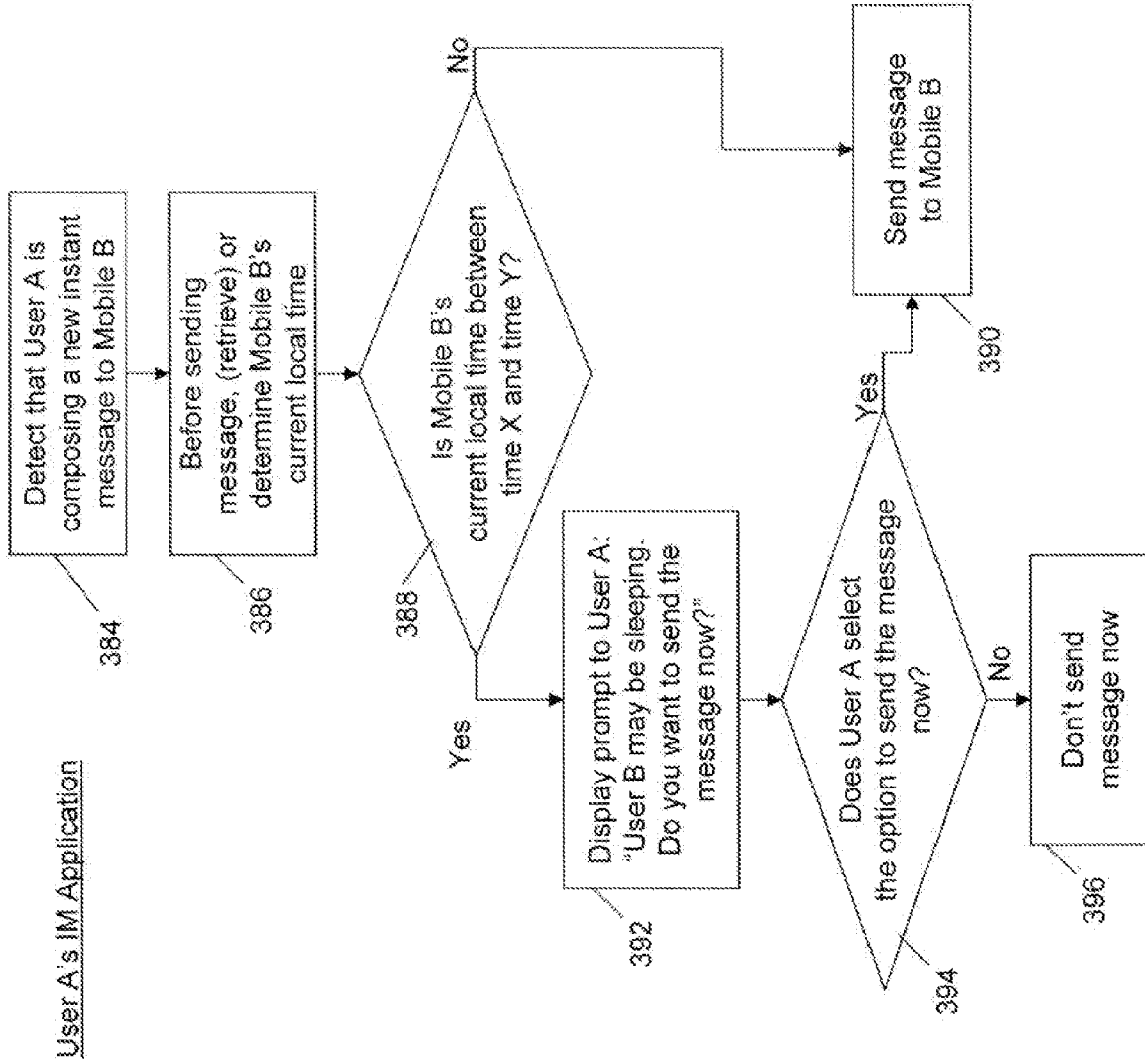 User A's IM Application
384
Detect that User A is
composing a new instant
message to Mobile B
386
Before sending
message, (retrieve) or
determine Mobile B's
current local time
388
Is Mobile B's
current local time between
time X and time Y?
Yes
No
392
Display prompt to User A:
"User B may be sleeping.
Do you want to send the
message now?"
394
Does User A select
the option to send the message
now?
Yes
No
390
Send message
to Mobile B
396
Don't send
message now